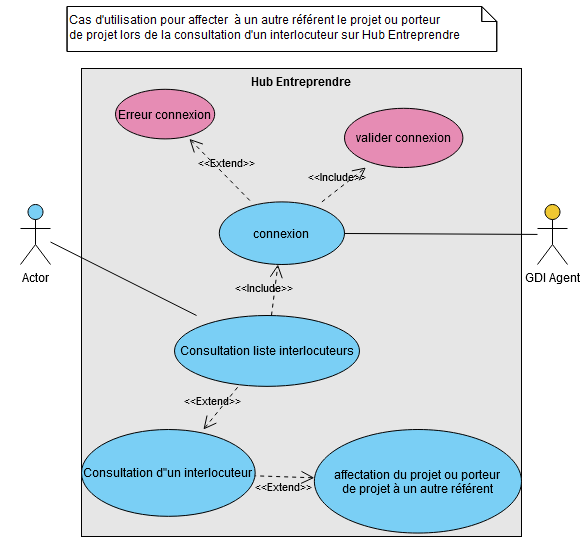 Cas d'utilisation pour affecter à un autre référent le projet ou porteur
de projet lors de la consultation d'un interlocuteur sur Hub Entreprendre
Hub Entreprendre
Erreur connexion
valider connexion
<<Extend>>
<<Include>>
connexion
Actor
GDI Agent
<<Include>>
Consultation liste interlocuteurs
<<Extend>>
Consultation d"un interlocuteur
<<Extend>>
affectation du projet ou porteur
de projet à un autre référent